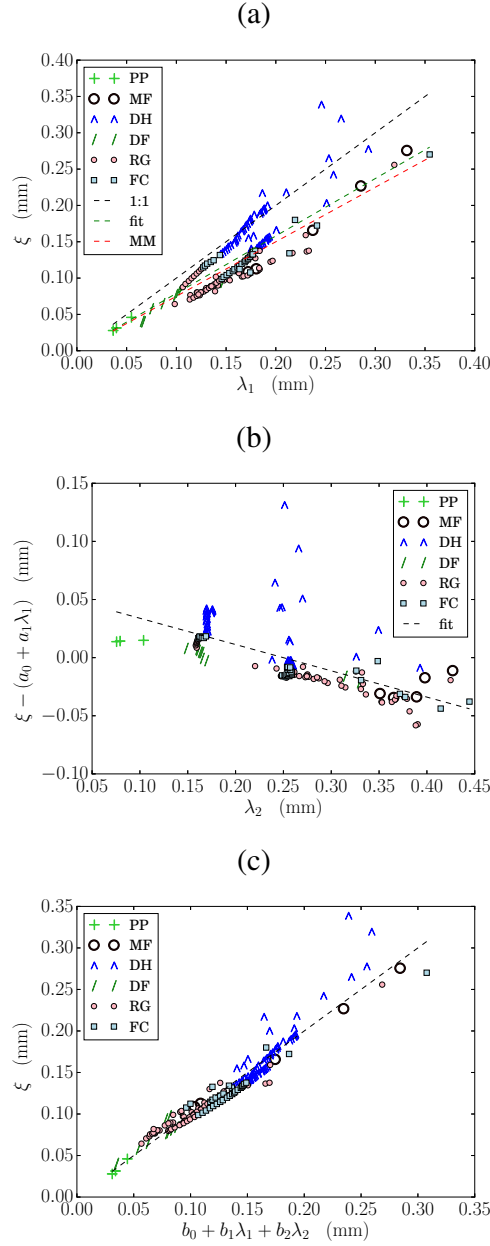 (a)
0.40
0.35
0.30
0.25
0.20
0.15
0.10
0.05
0.00
ξ (mm)
PP
MF
DH
DF
RG
FC
1:1
fit
MM
0.00 0.05 0.10 0.15 0.20 0.25 0.30 0.35 0.40
λ₁ (mm)
(b)
0.15
0.10
0.05
0.00
−0.05
−0.10
ξ − (a₀ + a₁λ₁) (mm)
PP
MF
DH
DF
RG
FC
fit
0.05 0.10 0.15 0.20 0.25 0.30 0.35 0.40 0.45
λ₂ (mm)
(c)
0.35
0.30
0.25
0.20
0.15
0.10
0.05
0.00
ξ (mm)
PP
MF
DH
DF
RG
FC
0.00 0.05 0.10 0.15 0.20 0.25 0.30 0.35
b₀ + b₁λ₁ + b₂λ₂ (mm)